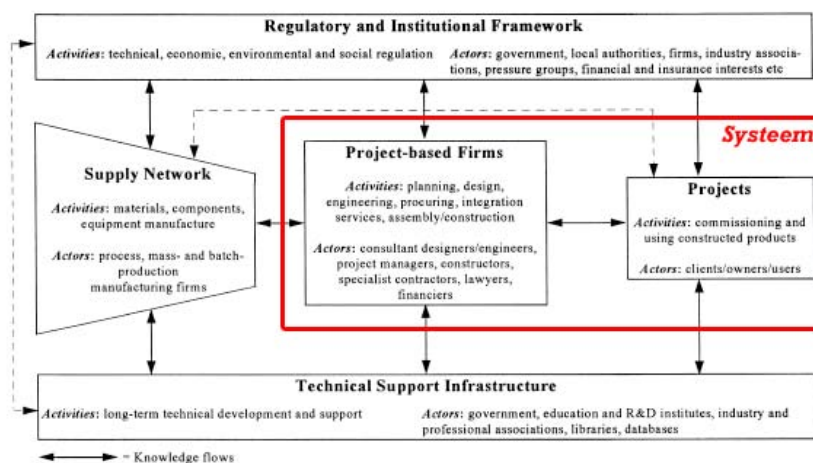 Regulatory and Institutional Framework
Activities: technical, economic, environmental and social regulation
Actors: government, local authorities, firms, industry associa-
tions, pressure groups, financial and insurance interests etc
Systeem
Supply Network
Activities: materials, components,
equipment manufacture
Actors: process, mass- and batch-
production
manufacturing firms
Project-based Firms
Activities: planning, design,
engineering, procuring, integration
services, assembly/construction
Actors: consultant designers/engineers,
project managers, constructors,
specialist contractors, lawyers,
financiers
Projects
Activities: commissioning and
using constructed products
Actors: clients/owners/users
Technical Support Infrastructure
Activities: long-term technical development and support
Actors: government, education and R&D institutes, industry and
professional associations, libraries, databases
= Knowledge flows